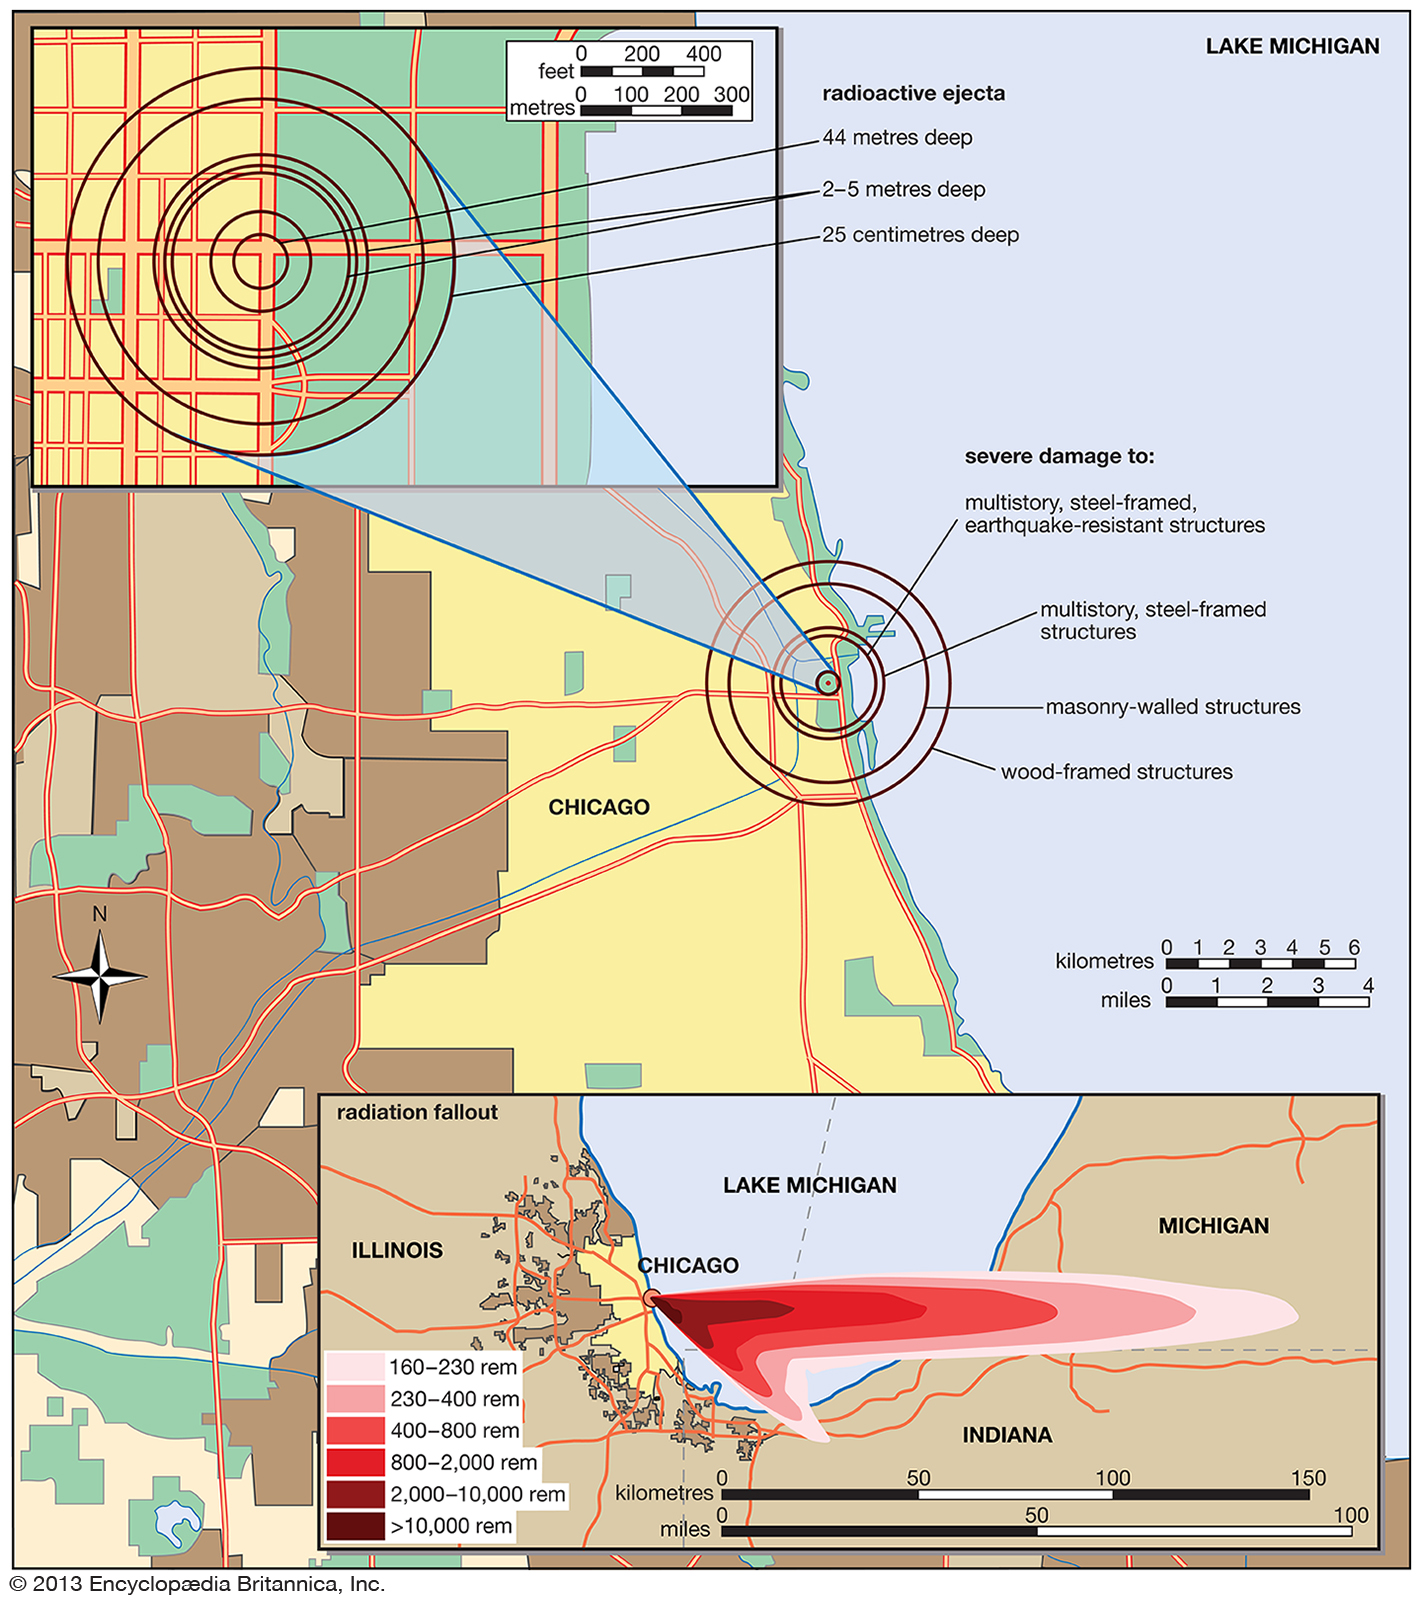 LAKE MICHIGAN
0 200 400
feet
0 100 200 300
metres
radioactive ejecta
44 metres deep
2–5 metres deep
25 centimetres deep
severe damage to:
multistory, steel-framed,
earthquake-resistant structures
multistory, steel-framed
structures
masonry-walled structures
wood-framed structures
CHICAGO
N
0 1 2 3 4 5 6
kilometres
0 1 2 3 4
miles
radiation fallout
LAKE MICHIGAN
MICHIGAN
ILLINOIS
CHICAGO
160–230 rem
230–400 rem
400–800 rem
800–2,000 rem
2,000–10,000 rem
>10,000 rem
INDIANA
0 50 100 150
kilometres
0 50 100
miles
© 2013 Encyclopædia Britannica, Inc.